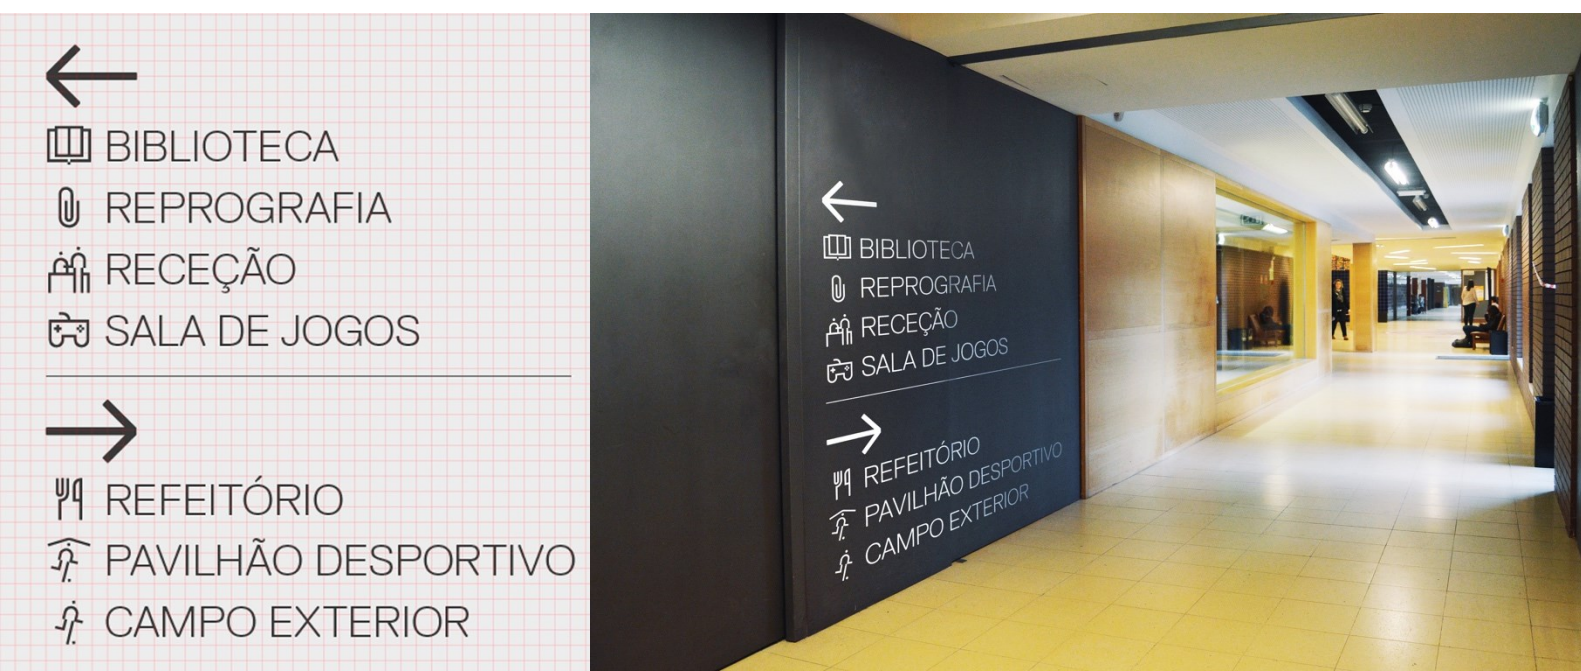 BIBLIOTECA
REPROGRAFIA
RECEÇÃO
SALA DE JOGOS
REFEITÓRIO
PAVILHÃO DESPORTIVO
CAMPO EXTERIOR
BIBLIOTECA
REPROGRAFIA
RECEÇÃO
SALA DE JOGOS
REFEITÓRIO
PAVILHÃO DESPORTIVO
CAMPO EXTERIOR